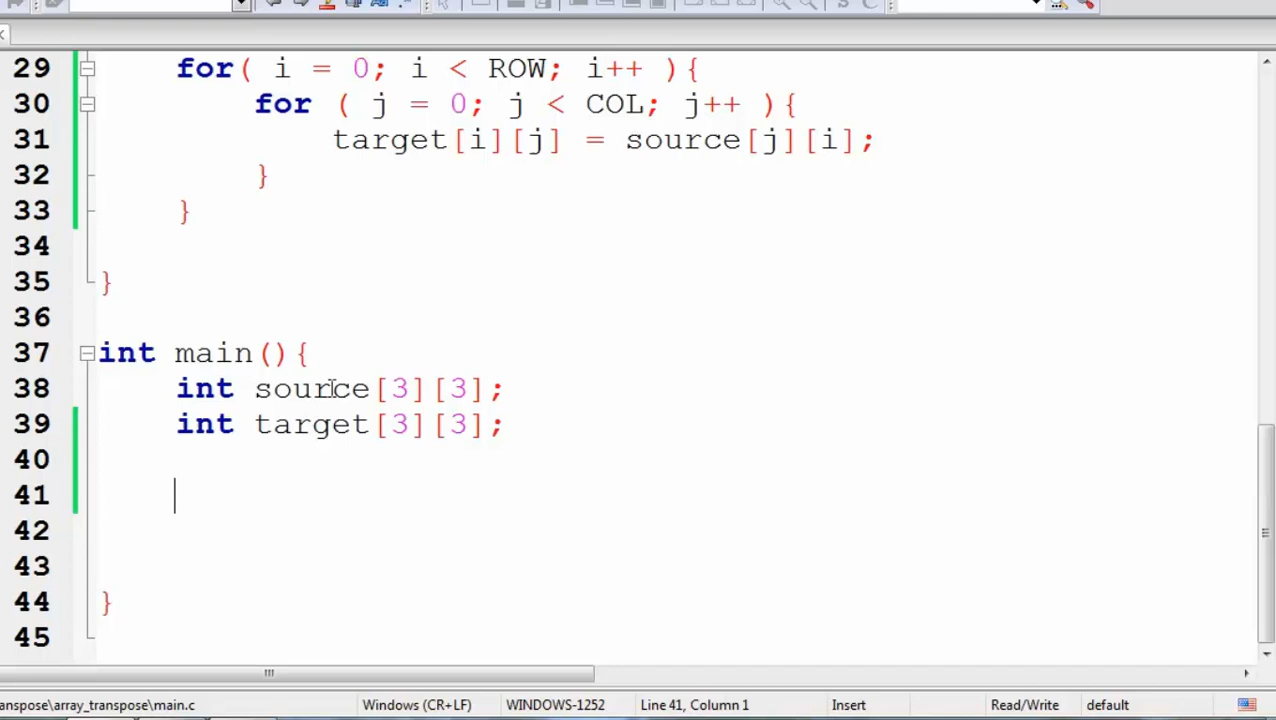 29 for( i = 0; i < ROW; i++ ){
30 for ( j = 0; j < COL; j++ ){
31 target[i][j] = source[j][i];
32 }
33 }
34
35 }
36
37 int main(){
38 int source[3][3];
39 int target[3][3];
40
41
42
43
44 }
45
anspose\array_transpose\main.c Windows (CR+LF) WINDOWS-1252 Line 41, Column 1 Insert Read/Write default